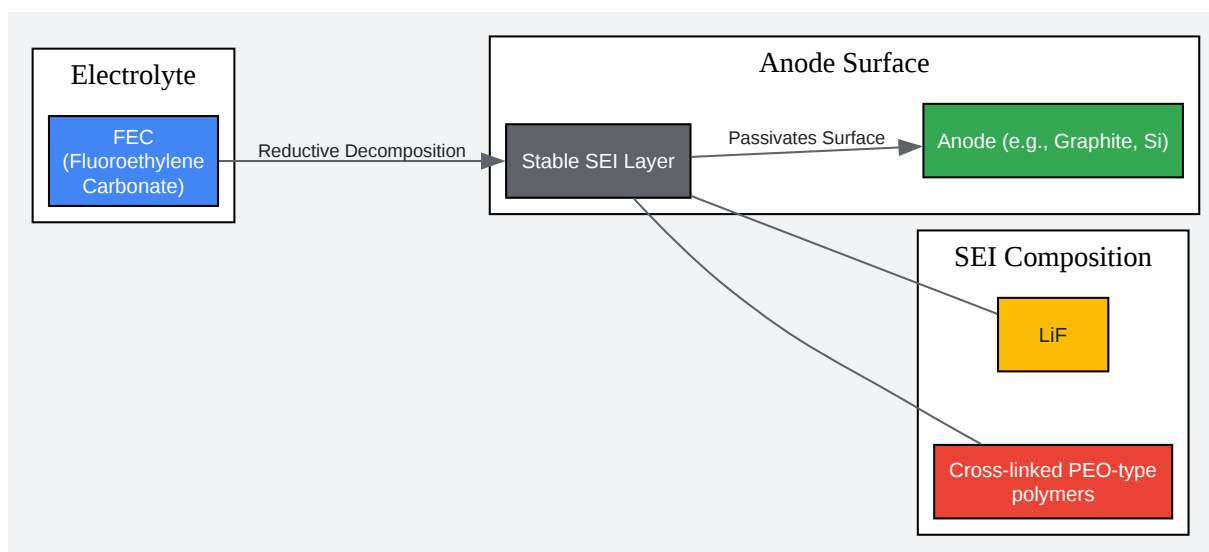 Electrolyte
FEC
(Fluoroethylene
Carbonate)
Reductive Decomposition
Anode Surface
Stable SEI Layer
Passivates Surface
Anode (e.g., Graphite, Si)
SEI Composition
LiF
Cross-linked PEO-type
polymers